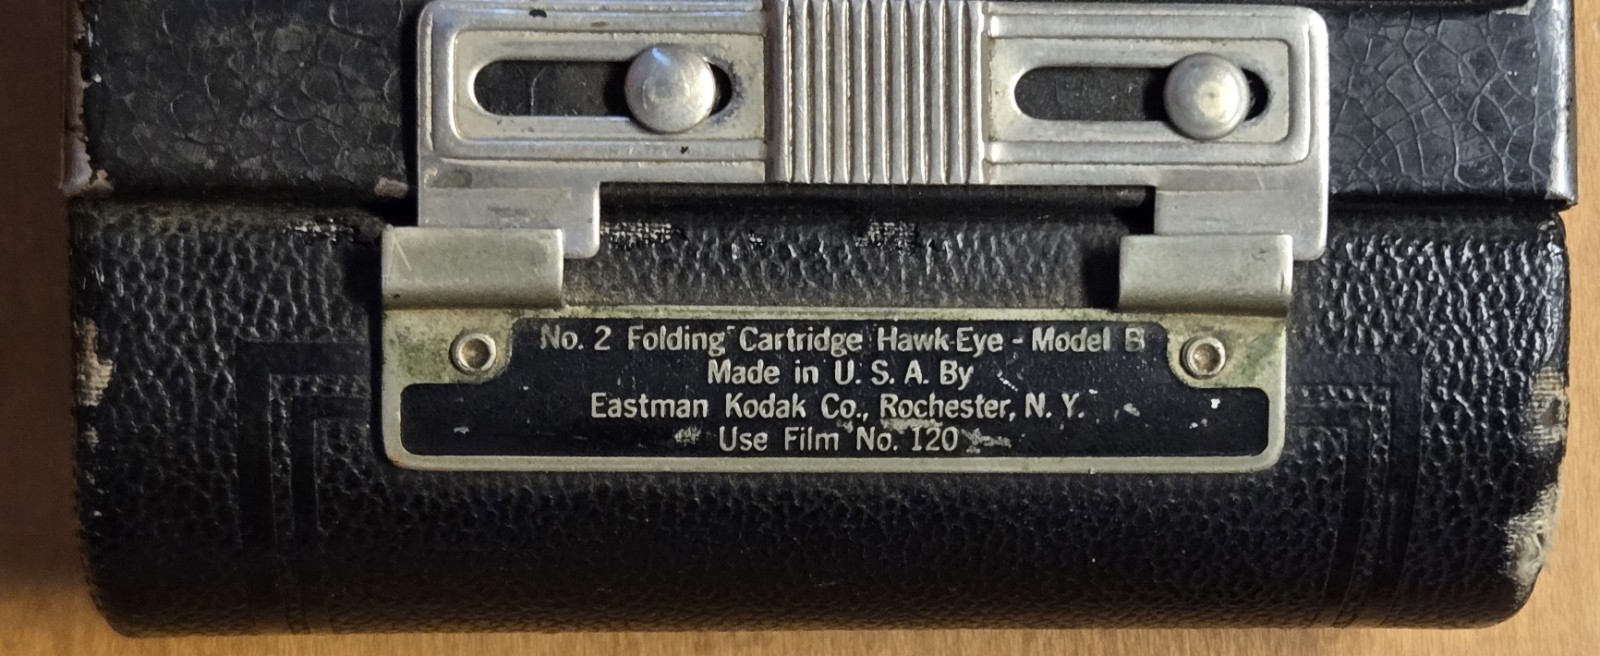 No. 2 Folding Cartridge Hawk-Eye - Model B
Made in U. S. A. By
Eastman Kodak Co., Rochester, N. Y.
Use Film No. 120